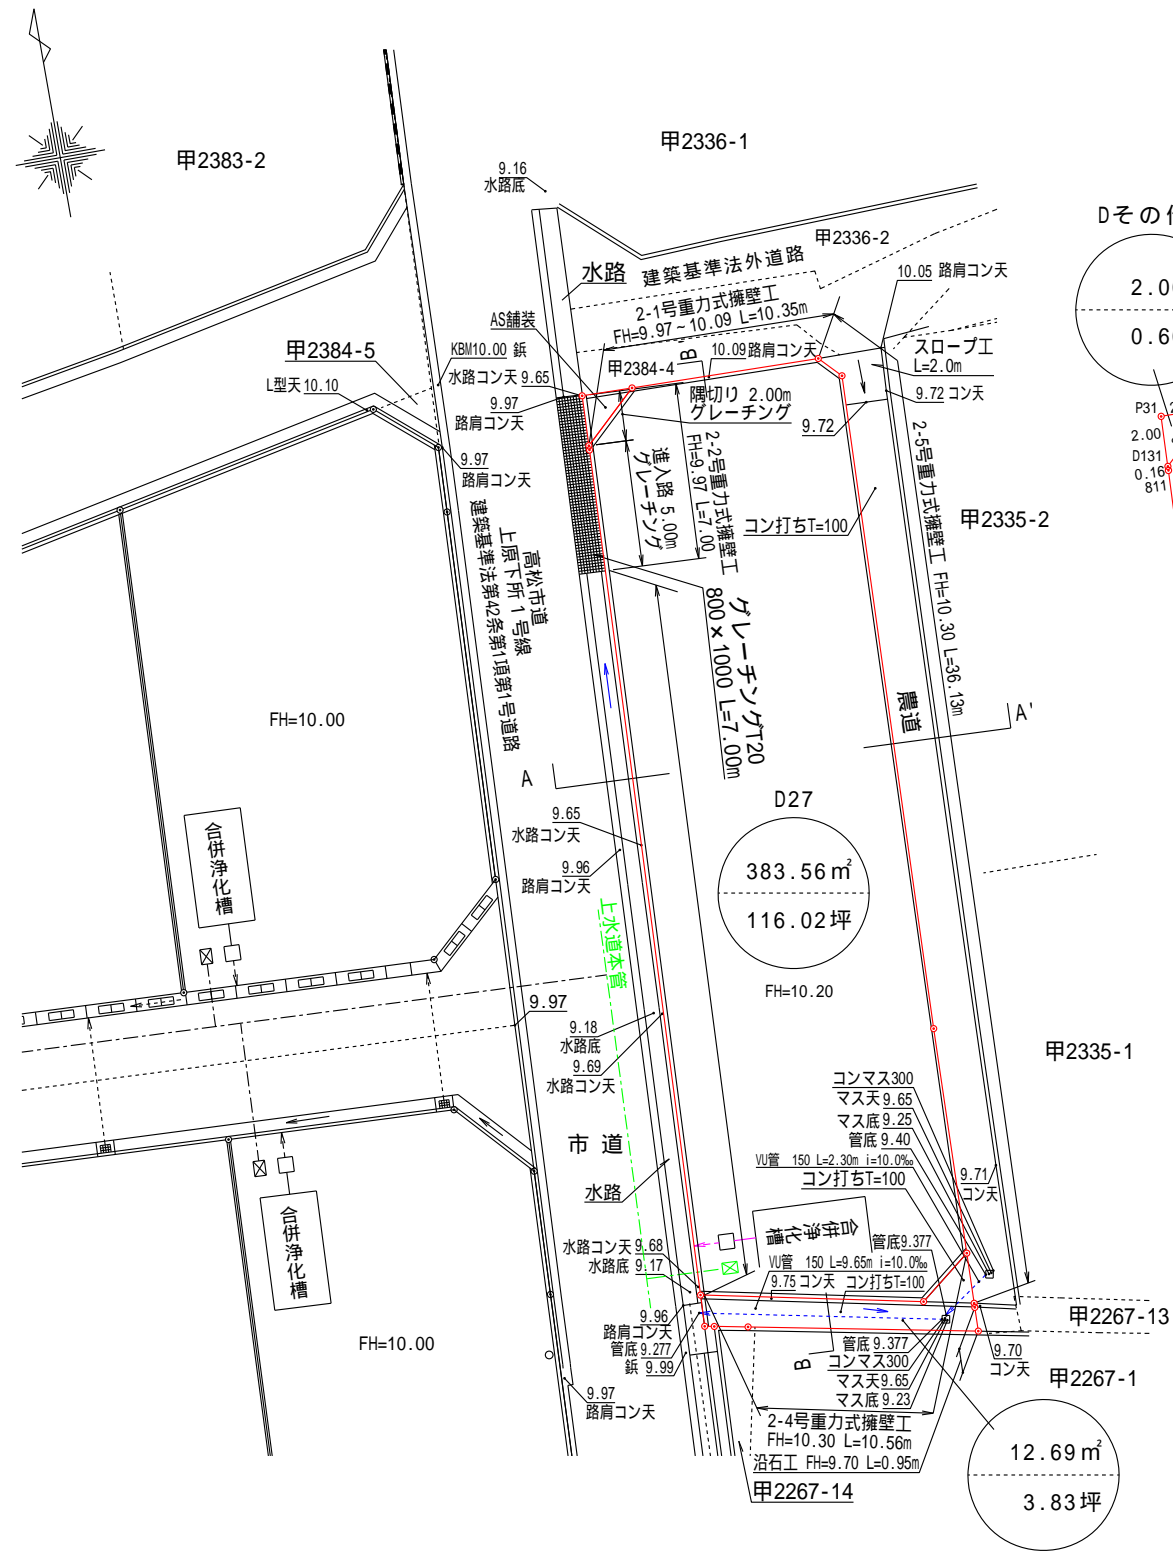 甲2383-2
甲2336-1
9.16
水路底
甲2336-2
Dその
水路
建築基準法外道路
10.05 路肩コン天
2-1号重力式擁壁工
FH=9.97～10.09 L=10.35m
AS舗装
KBM10.00 鋲
甲2384-5
水路コン天 9.65
甲2384-4
B
10.09 路肩コン天
スロープ工
L=2.0m
L型天 10.10
9.97
路肩コン天
隅切り 2.00m
グレーチング
9.72
9.72 コン天
P31
2.00
D131
0.16
811
9.97
路肩コン天
進入路 5.00m
グレーチング
2-2号重力式擁壁工
FH=9.97 L=7.00
コン打ちT=100
2-5号重力式擁壁工 FH=10.30 L=36.13m
甲2335-2
高松市道
上原下所1号線
建築基準法第42条第1項第1号道路
グレーチングT20
800×1000 L=7.00m
農道
FH=10.00
A
A'
D27
383.56㎡
116.02坪
FH=10.20
9.65
水路コン天
9.96
路肩コン天
合併浄化槽
上水道本管
9.97
9.18
水路底
9.69
水路コン天
甲2335-1
コンマス300
マス天 9.65
マス底 9.25
管底 9.40
VU管 150 L=2.30m i=10.0‰
コン打ちT=100
市道
水路
9.71
コン天
合併浄化槽
合併浄化槽
水路コン天 9.68
水路底 9.17
管底 9.377
VU管 150 L=9.65m i=10.0‰
9.75 コン天
コン打ちT=100
甲2267-13
9.96
路肩コン天
管底 9.277
鋲 9.99
B
管底 9.377
コンマス300
マス天 9.65
マス底 9.23
9.70
コン天
FH=10.00
甲2267-1
9.97
路肩コン天
2-4号重力式擁壁工
FH=10.30 L=10.56m
沿石工 FH=9.70 L=0.95m
甲2267-14
12.69㎡
3.83坪